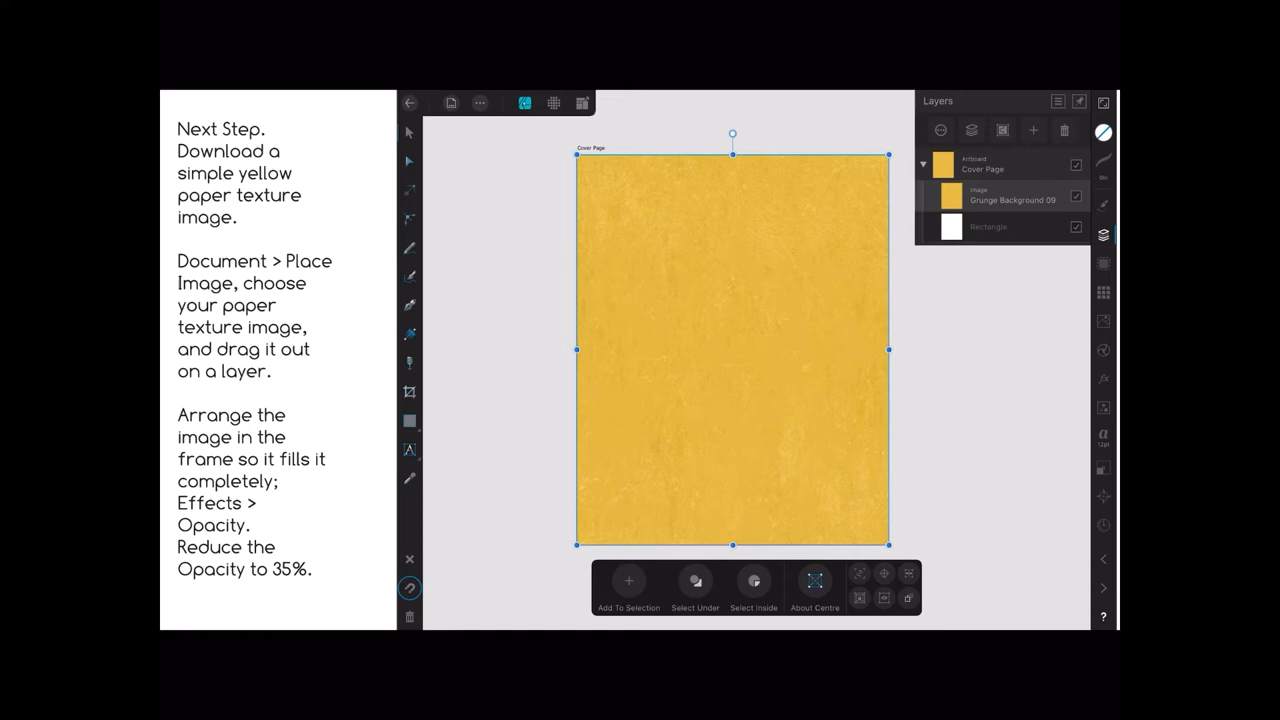 Next Step.
Download a
simple yellow
paper texture
image.
Document > Place
Image, choose
your paper
texture image,
and drag it out
on a layer.
Arrange the
image in the
frame so it fills it
completely;
Effects >
Opacity.
Reduce the
Opacity to 35%.
Cover Page
Add To Selection
Select Under
Select Inside
About Centre
Layers
Artboard
Cover Page
Image
Grunge Background 09
Rectangle
0in
fx
a
12pt
?